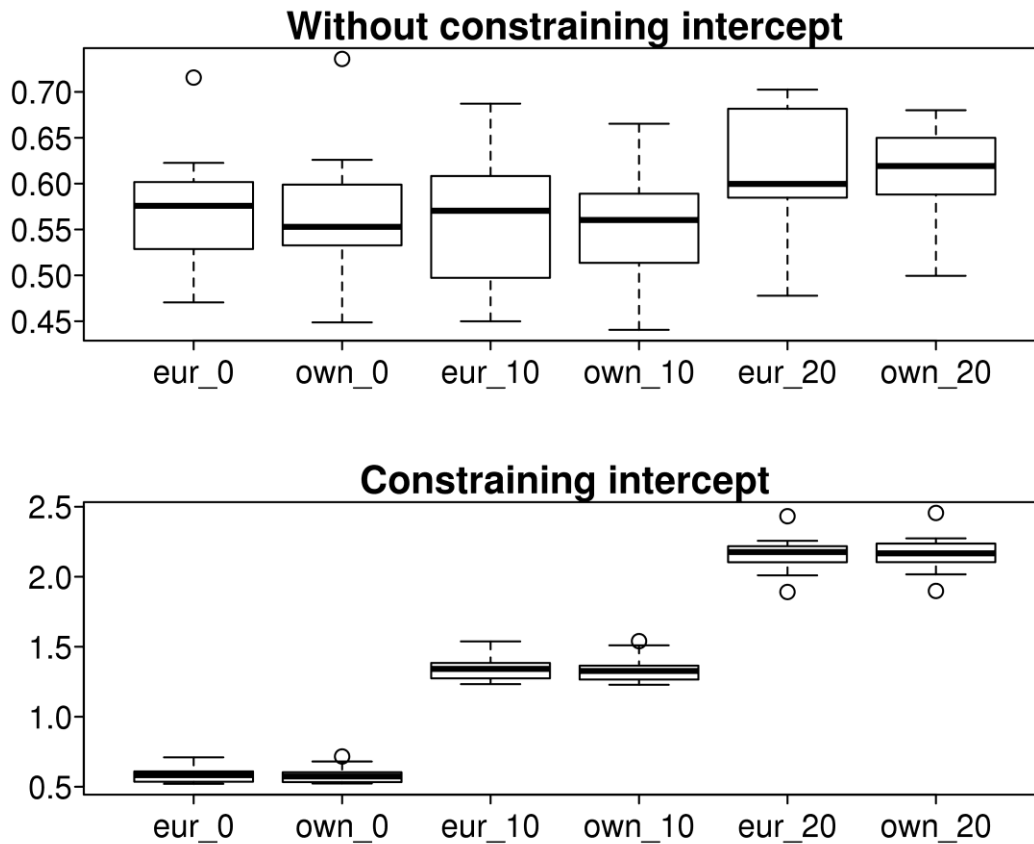 Without constraining intercept
0.70
0.65
0.60
0.55
0.50
0.45
eur_0 own_0 eur_10 own_10 eur_20 own_20
Constraining intercept
2.5
2.0
1.5
1.0
0.5
eur_0 own_0 eur_10 own_10 eur_20 own_20